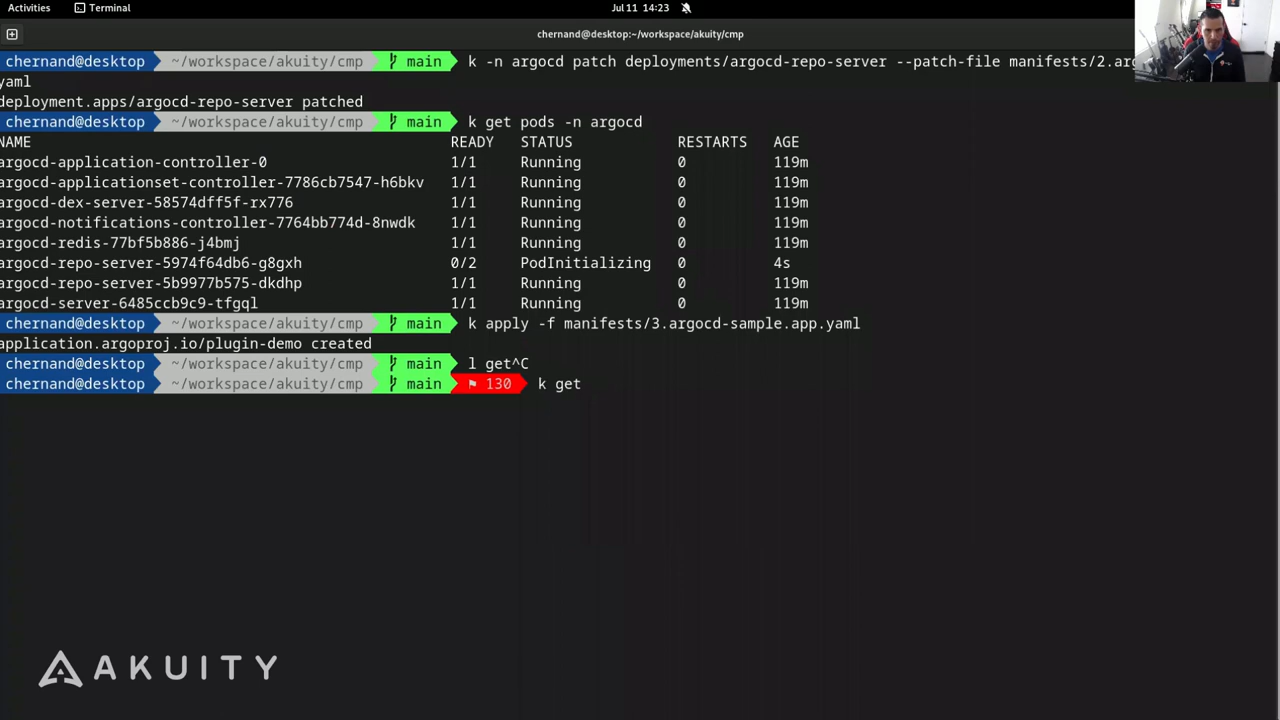 Activities Terminal Jul 11 14:23
chernand@desktop:~/workspace/akuity/cmp
chernand@desktop ~/workspace/akuity/cmp main k -n argocd patch deployments/argocd-repo-server --patch-file manifests/2.arg
yaml
deployment.apps/argocd-repo-server patched
chernand@desktop ~/workspace/akuity/cmp main k get pods -n argocd
NAME READY STATUS RESTARTS AGE
argocd-application-controller-0 1/1 Running 0 119m
argocd-applicationset-controller-7786cb7547-h6bkv 1/1 Running 0 119m
argocd-dex-server-58574dff5f-rx776 1/1 Running 0 119m
argocd-notifications-controller-7764bb774d-8nwdk 1/1 Running 0 119m
argocd-redis-77bf5b886-j4bmj 1/1 Running 0 119m
argocd-repo-server-5974f64db6-g8gxh 0/2 PodInitializing 0 4s
argocd-repo-server-5b9977b575-dkdhp 1/1 Running 0 119m
argocd-server-6485ccb9c9-tfgql 1/1 Running 0 119m
chernand@desktop ~/workspace/akuity/cmp main k apply -f manifests/3.argocd-sample.app.yaml
application.argoproj.io/plugin-demo created
chernand@desktop ~/workspace/akuity/cmp main l get^C
chernand@desktop ~/workspace/akuity/cmp main 130 k get
AKUITY